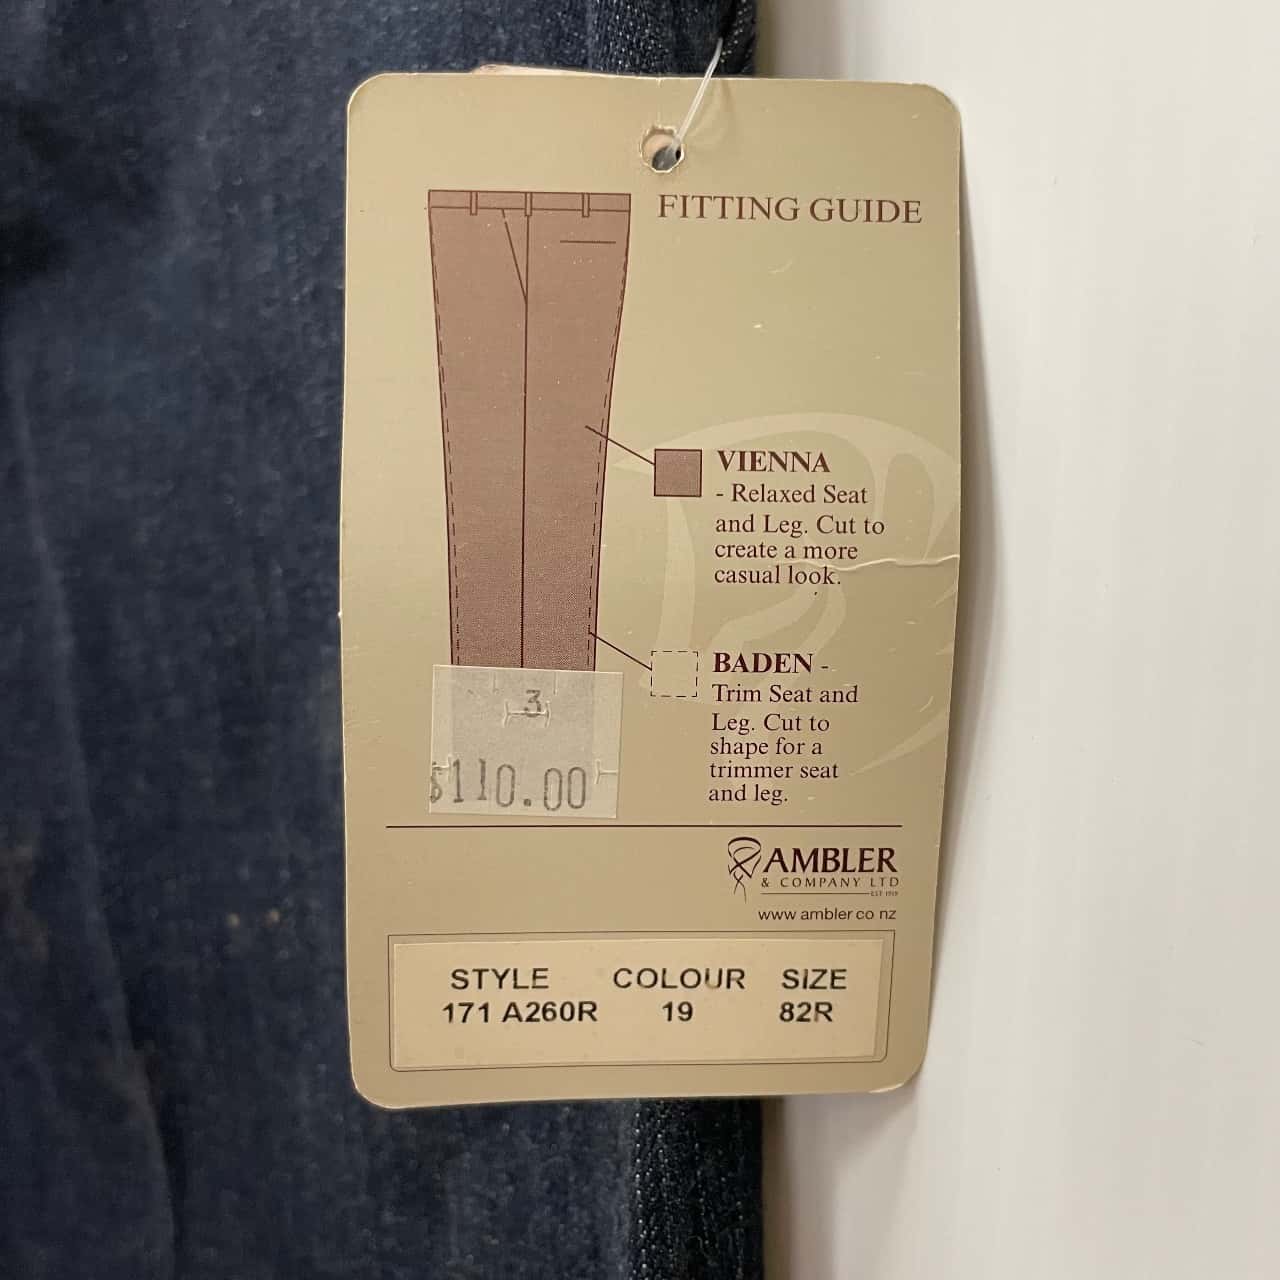 FITTING GUIDE
VIENNA
- Relaxed Seat
and Leg. Cut to
create a more
casual look.
BADEN -
Trim Seat and
Leg. Cut to
shape for a
trimmer seat
and leg.
3
$110.00
AMBLER
& COMPANY LTD
EST 1919
www ambler co nz
STYLE COLOUR SIZE
171 A260R 19 82R